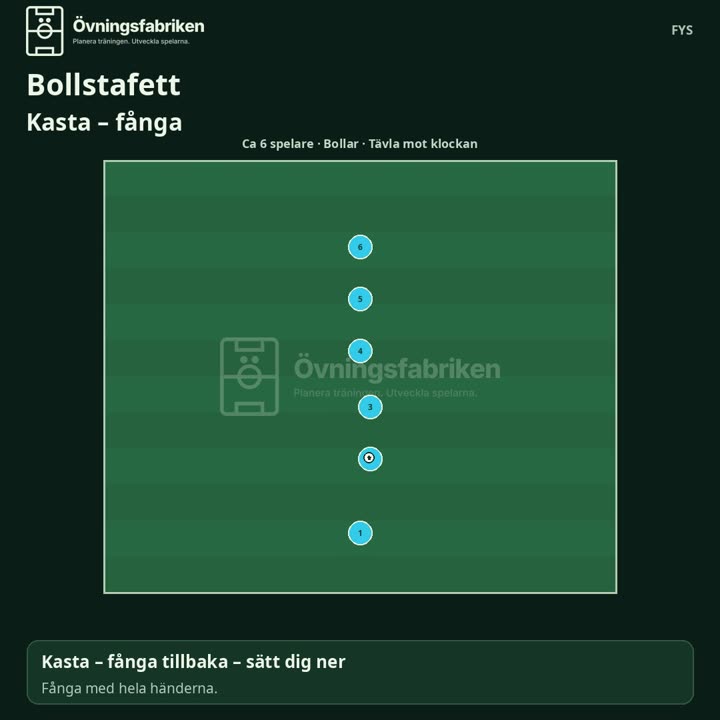 Övningsfabriken
Planera träningen. Utveckla spelarna.
FYS
Bollstafett
Kasta – fånga
Ca 6 spelare · Bollar · Tävla mot klockan
6
5
4
Övningsfabriken
Planera träningen. Utveckla spelarna.
3
1
Kasta – fånga tillbaka – sätt dig ner
Fånga med hela händerna.